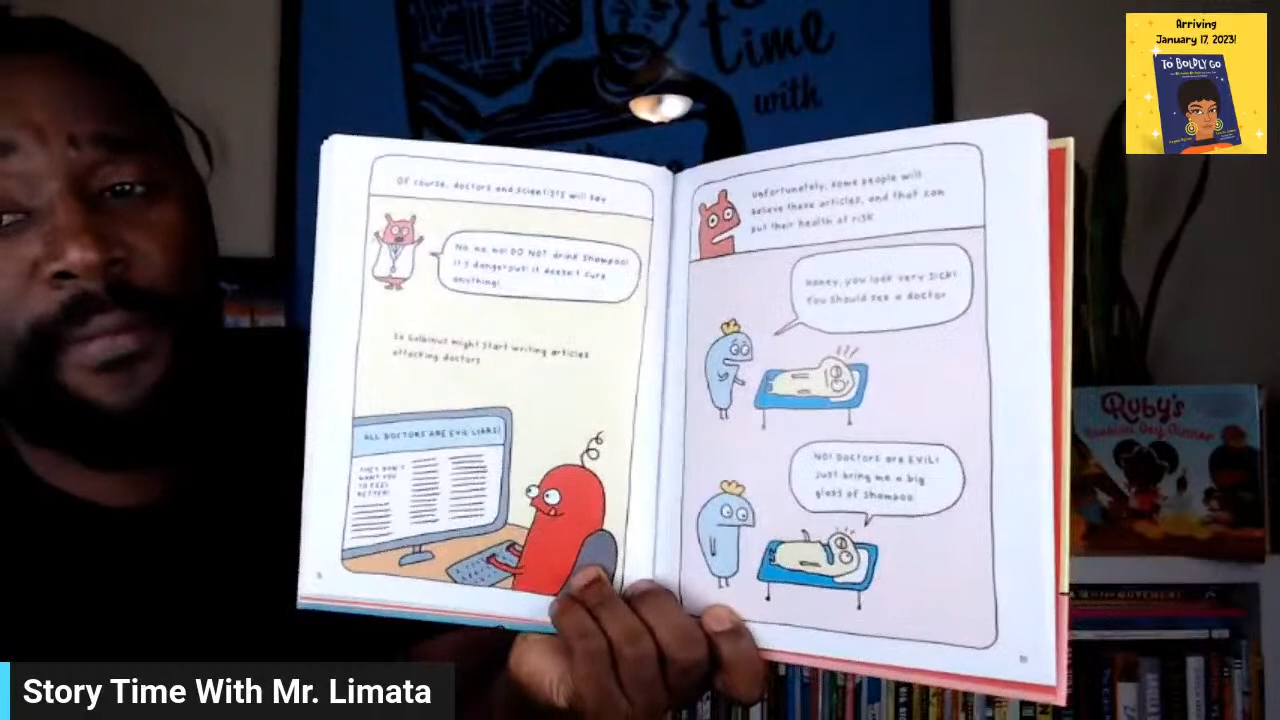 time
with
Arriving
January 17, 2023!
TO BOLDLY GO
Of course, doctors and scientists will say
No, no, no! DO NOT drink shampoo!
It's dangerous! It doesn't cure
anything!
So Golbinus might start writing articles
attacking doctors
ALL DOCTORS ARE EVIL LIARS!
THEY DON'T
WANT YOU
TO FEEL
BETTER!
Unfortunately, some people will
believe these articles, and that can
put their health at risk
Honey, you look very SICK!
You should see a doctor
NO! Doctors are EVIL!
Just bring me a big
glass of shampoo
Ruby's
Reunion Day Dinner
Story Time With Mr. Limata